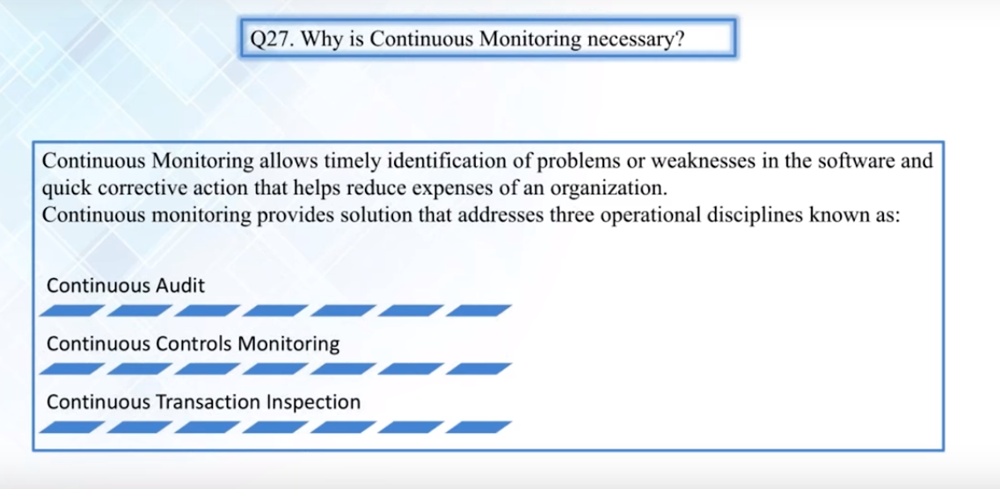 Q27. Why is Continuous Monitoring necessary?
Continuous Monitoring allows timely identification of problems or weaknesses in the software and
quick corrective action that helps reduce expenses of an organization.
Continuous monitoring provides solution that addresses three operational disciplines known as:
Continuous Audit
Continuous Controls Monitoring
Continuous Transaction Inspection